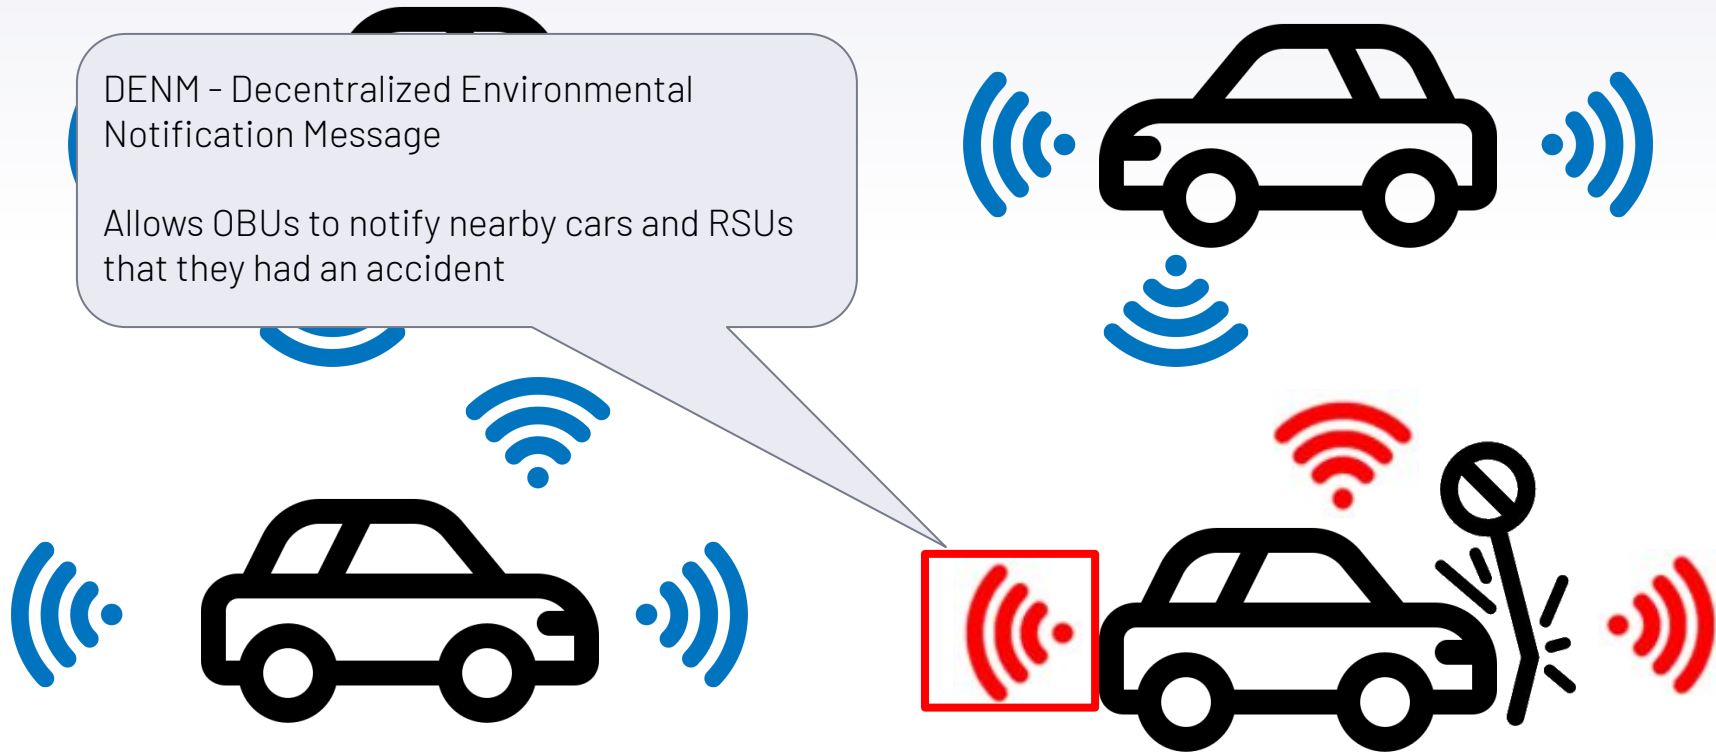 DENM - Decentralized Environmental
Notification Message
Allows OBUs to notify nearby cars and RSUs
that they had an accident